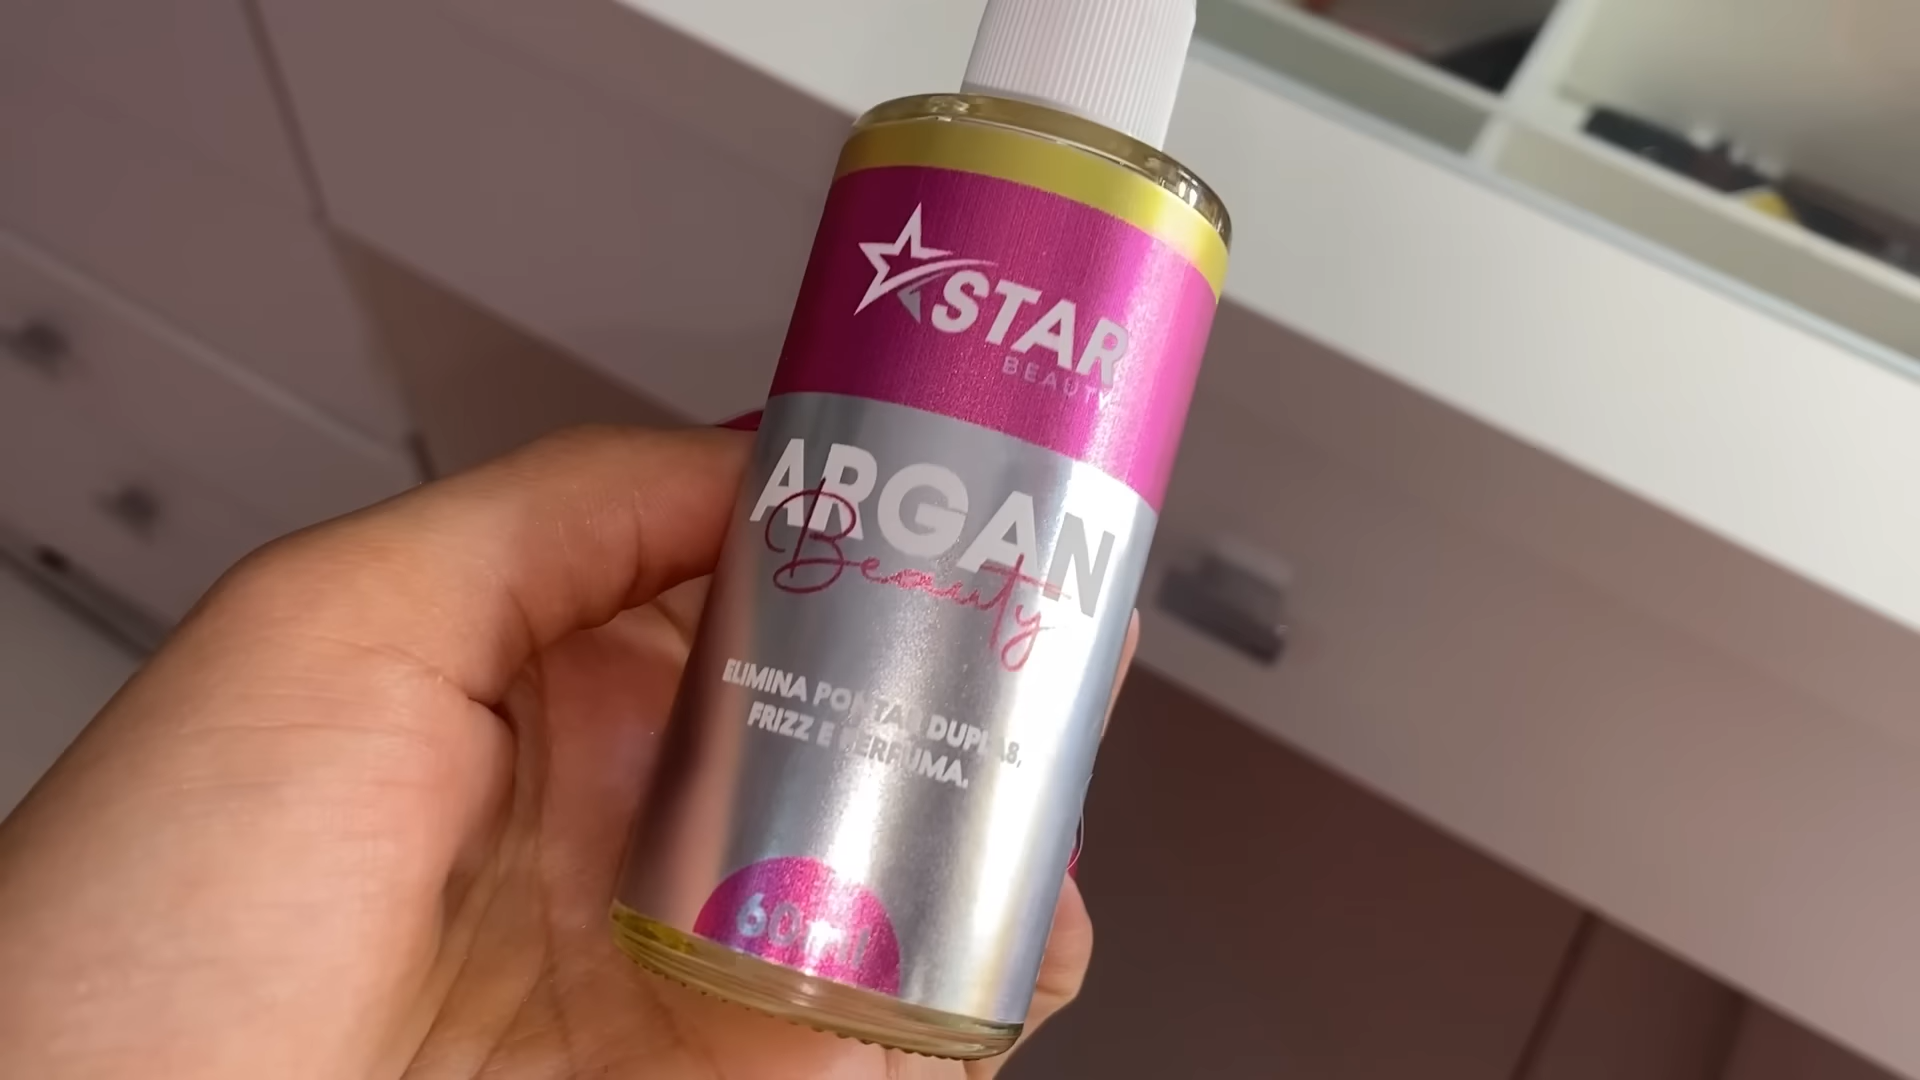 STAR
BEAUTY
ARGAN
Beauty
ELIMINA PONTAS DUPLAS,
FRIZZ E PERFUMA.
60ml